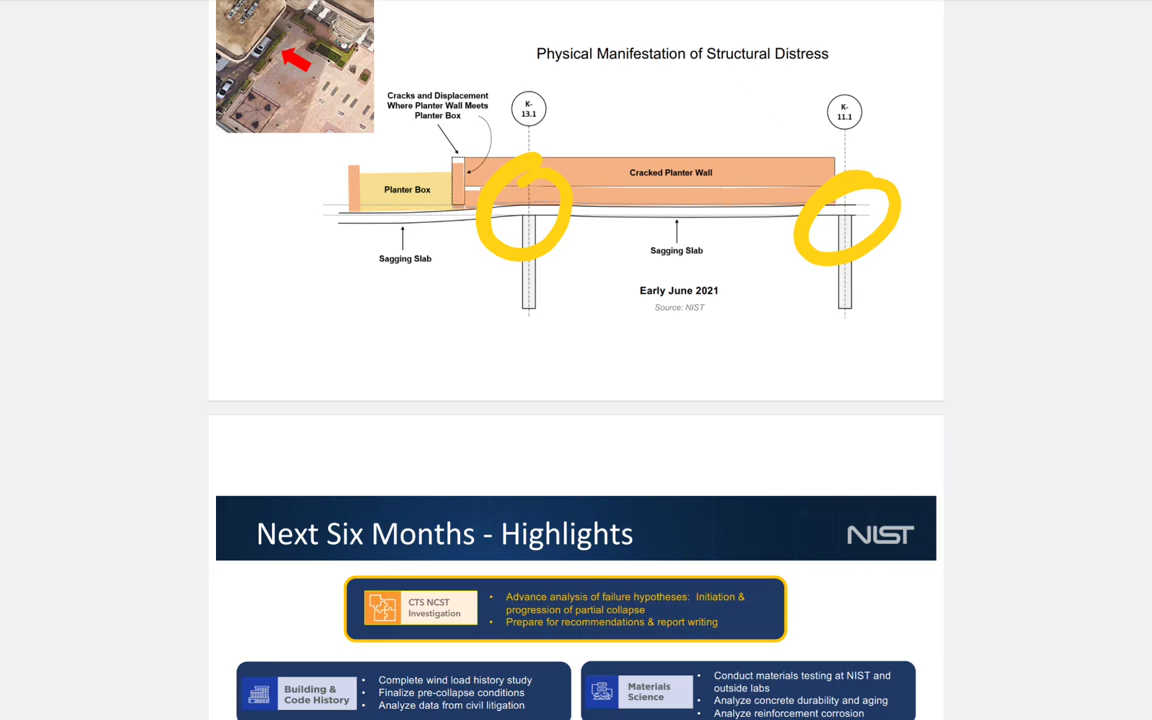 Physical Manifestation of Structural Distress
Cracks and Displacement
Where Planter Wall Meets
Planter Box
K-
13.1
K-
11.1
Cracked Planter Wall
Planter Box
Sagging Slab
Sagging Slab
Early June 2021
Source: NIST
Next Six Months - Highlights
NIST
CTS NCST
Investigation
• Advance analysis of failure hypotheses: Initiation &
progression of partial collapse
• Prepare for recommendations & report writing
Building &
Code History
• Complete wind load history study
• Finalize pre-collapse conditions
• Analyze data from civil litigation
Materials
Science
• Conduct materials testing at NIST and
outside labs
• Analyze concrete durability and aging
• Analyze reinforcement corrosion